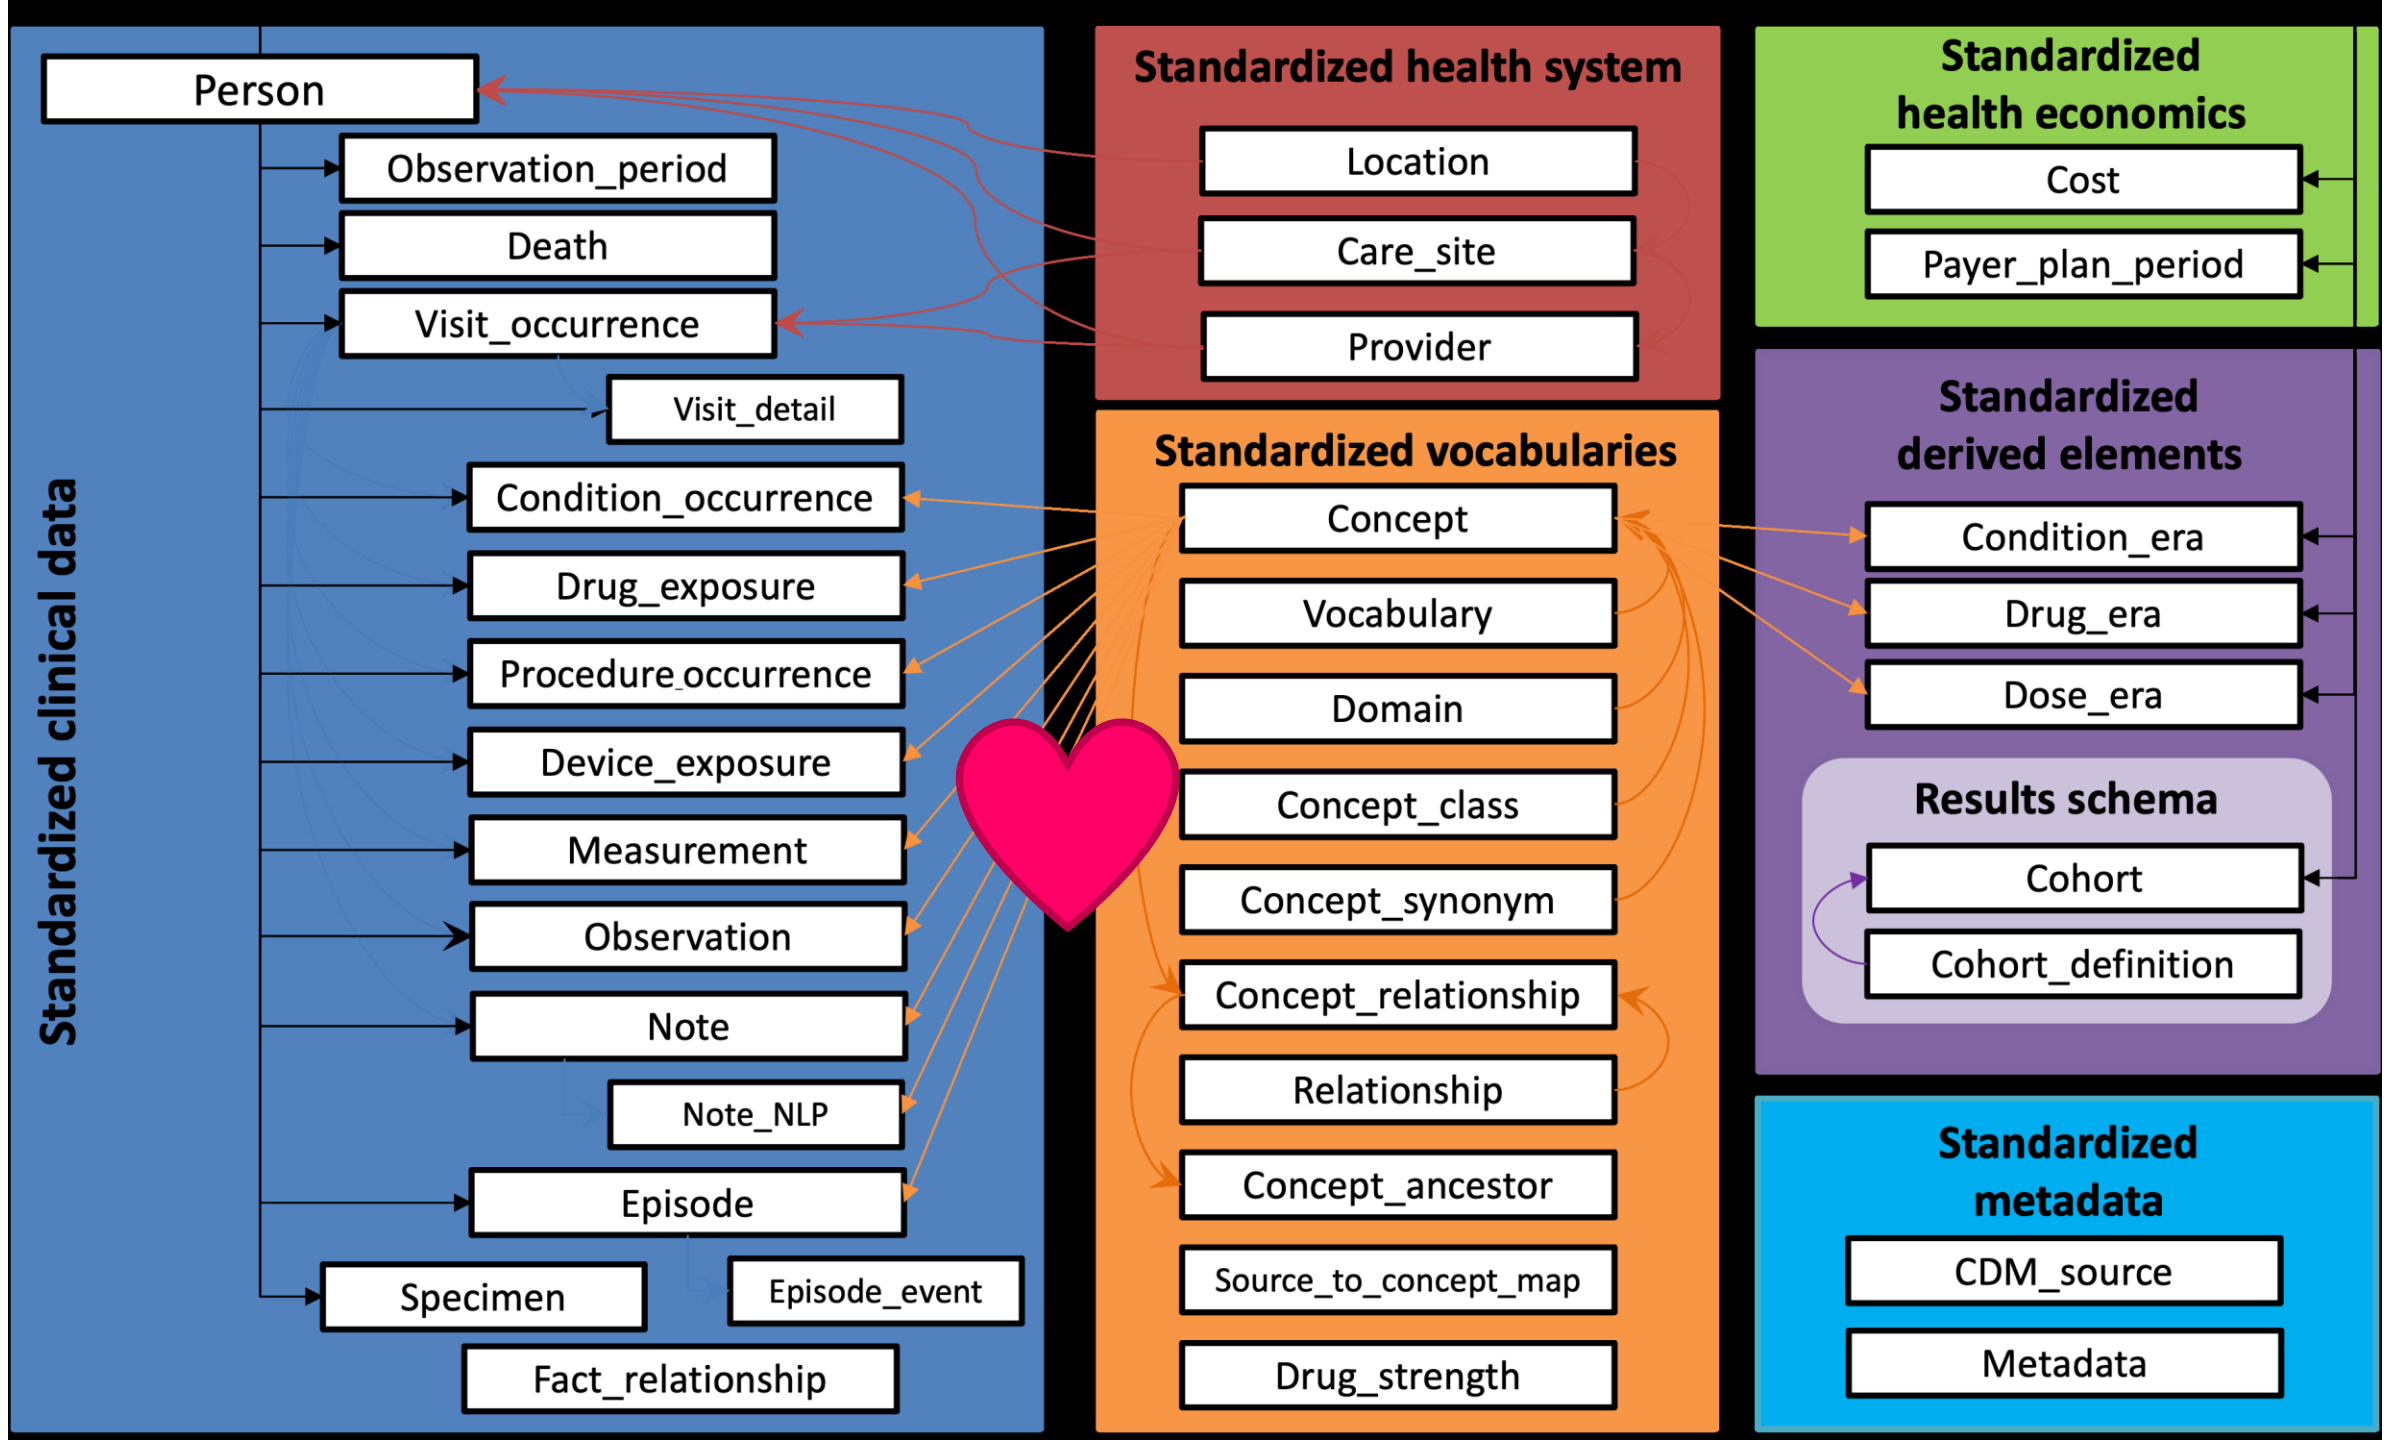 Standardized clinical data
Person
Observation_period
Death
Visit_occurrence
Visit_detail
Condition_occurrence
Drug_exposure
Procedure_occurrence
Device_exposure
Measurement
Observation
Note
Note_NLP
Episode
Episode_event
Specimen
Fact_relationship
Standardized health system
Location
Care_site
Provider
Standardized vocabularies
Concept
Vocabulary
Domain
Concept_class
Concept_synonym
Concept_relationship
Relationship
Concept_ancestor
Source_to_concept_map
Drug_strength
Standardized
health economics
Cost
Payer_plan_period
Standardized
derived elements
Condition_era
Drug_era
Dose_era
Results schema
Cohort
Cohort_definition
Standardized
metadata
CDM_source
Metadata